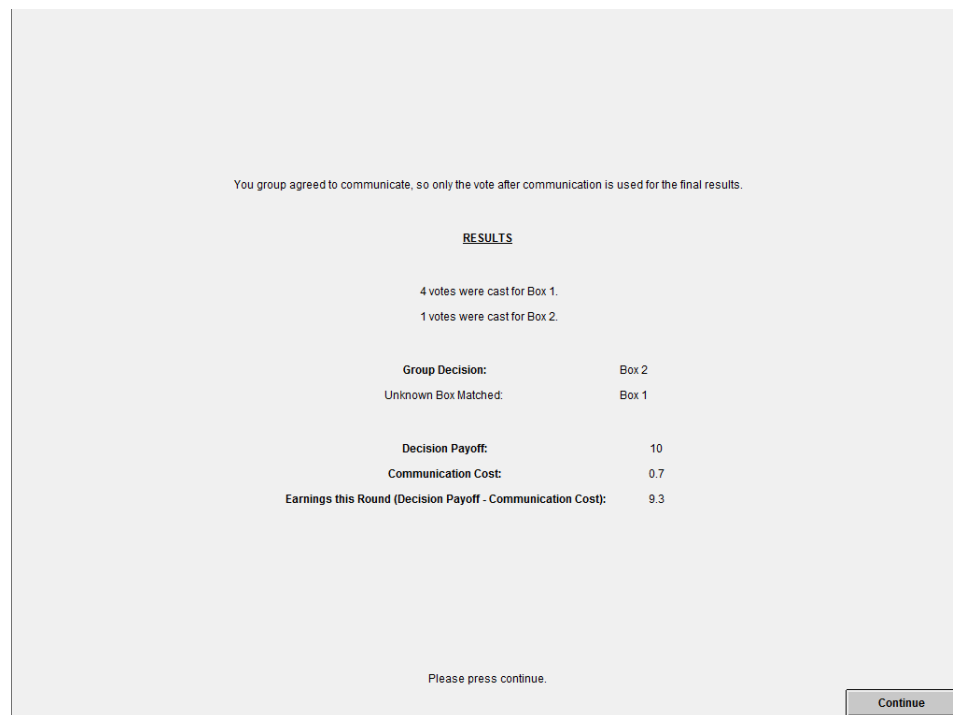 You group agreed to communicate, so only the vote after communication is used for the final results.
RESULTS
4 votes were cast for Box 1.
1 votes were cast for Box 2.
Group Decision: Box 2
Unknown Box Matched: Box 1
Decision Payoff: 10
Communication Cost: 0.7
Earnings this Round (Decision Payoff - Communication Cost): 9.3
Please press continue.
Continue